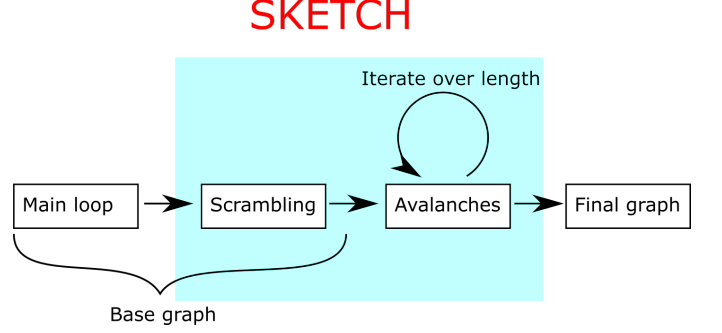 SKETCH
Iterate over length
Main loop
Scrambling
Avalanches
Final graph
Base graph